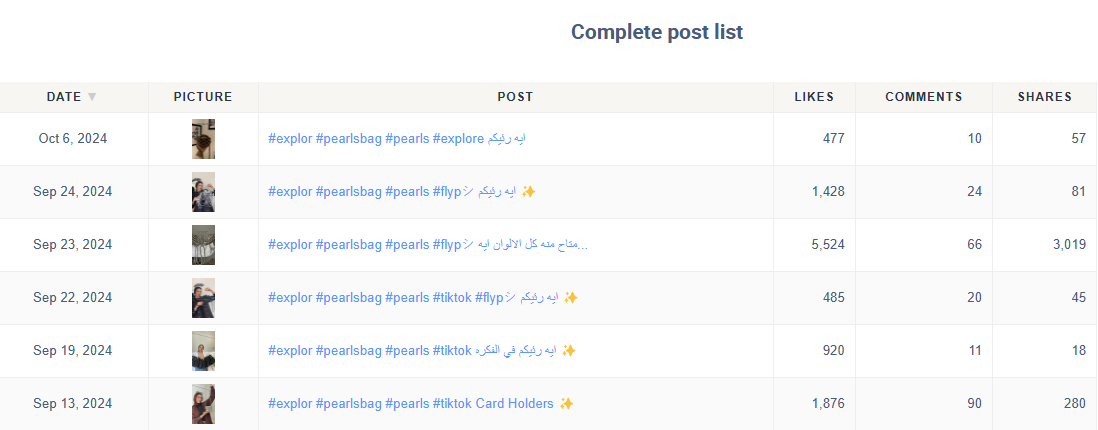 Complete post list
DATE ▼ PICTURE POST LIKES COMMENTS SHARES
Oct 6, 2024 #explor #pearlsbag #pearls #explore ايه رئيكم 477 10 57
Sep 24, 2024 #explor #pearlsbag #pearls #flypシ ايه رئيكم ✨ 1,428 24 81
Sep 23, 2024 #explor #pearlsbag #pearls #flypシ متاح منه كل الالوان ايه... 5,524 66 3,019
Sep 22, 2024 #explor #pearlsbag #pearls #tiktok #flypシ ايه رئيكم ✨ 485 20 45
Sep 19, 2024 #explor #pearlsbag #pearls #tiktok ايه رئيكم في الفكره ✨ 920 11 18
Sep 13, 2024 #explor #pearlsbag #pearls #tiktok Card Holders ✨ 1,876 90 280